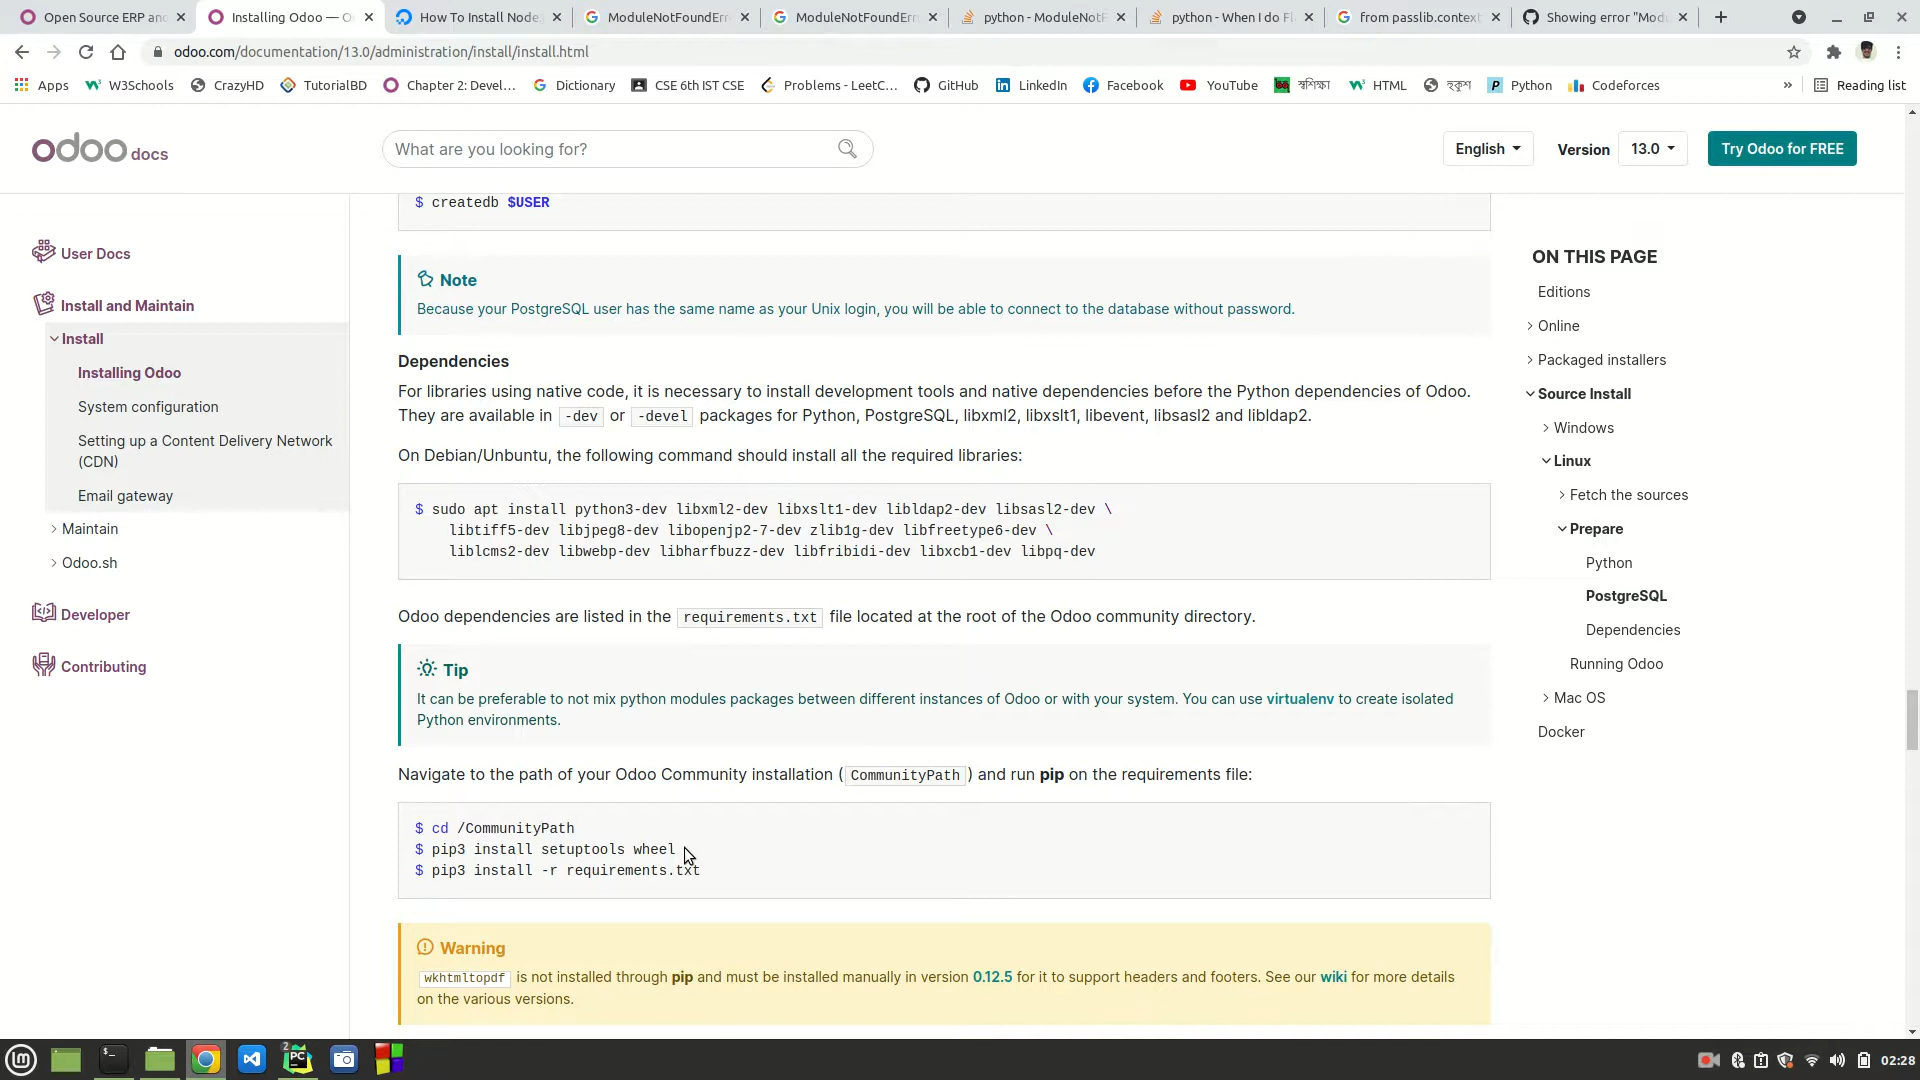 Open Source ERP and
Installing Odoo — O
How To Install Node.
ModuleNotFoundErr
ModuleNotFoundErr
python - ModuleNotF
python - When I do Fl
from passlib.context
Showing error "Modu
odoo.com/documentation/13.0/administration/install/install.html
Apps
W3Schools
CrazyHD
TutorialBD
Chapter 2: Devel...
Dictionary
CSE 6th IST CSE
Problems - LeetC...
GitHub
LinkedIn
Facebook
YouTube
স্বশিক্ষা
HTML
হুকুশ
Python
Codeforces
»
Reading list
odoo docs
What are you looking for?
English
Version
13.0
Try Odoo for FREE
User Docs
Install and Maintain
Install
Installing Odoo
System configuration
Setting up a Content Delivery Network
(CDN)
Email gateway
Maintain
Odoo.sh
Developer
Contributing
$ createdb $USER
Note
Because your PostgreSQL user has the same name as your Unix login, you will be able to connect to the database without password.
Dependencies
For libraries using native code, it is necessary to install development tools and native dependencies before the Python dependencies of Odoo.
They are available in -dev or -devel packages for Python, PostgreSQL, libxml2, libxslt1, libevent, libsasl2 and libldap2.
On Debian/Unbuntu, the following command should install all the required libraries:
$ sudo apt install python3-dev libxml2-dev libxslt1-dev libldap2-dev libsasl2-dev \
libtiff5-dev libjpeg8-dev libopenjp2-7-dev zlib1g-dev libfreetype6-dev \
liblcms2-dev libwebp-dev libharfbuzz-dev libfribidi-dev libxcb1-dev libpq-dev
Odoo dependencies are listed in the requirements.txt file located at the root of the Odoo community directory.
Tip
It can be preferable to not mix python modules packages between different instances of Odoo or with your system. You can use virtualenv to create isolated
Python environments.
Navigate to the path of your Odoo Community installation ( CommunityPath ) and run pip on the requirements file:
$ cd /CommunityPath
$ pip3 install setuptools wheel
$ pip3 install -r requirements.txt
Warning
wkhtmltopdf is not installed through pip and must be installed manually in version 0.12.5 for it to support headers and footers. See our wiki for more details
on the various versions.
ON THIS PAGE
Editions
Online
Packaged installers
Source Install
Windows
Linux
Fetch the sources
Prepare
Python
PostgreSQL
Dependencies
Running Odoo
Mac OS
Docker
2
PC
02:28